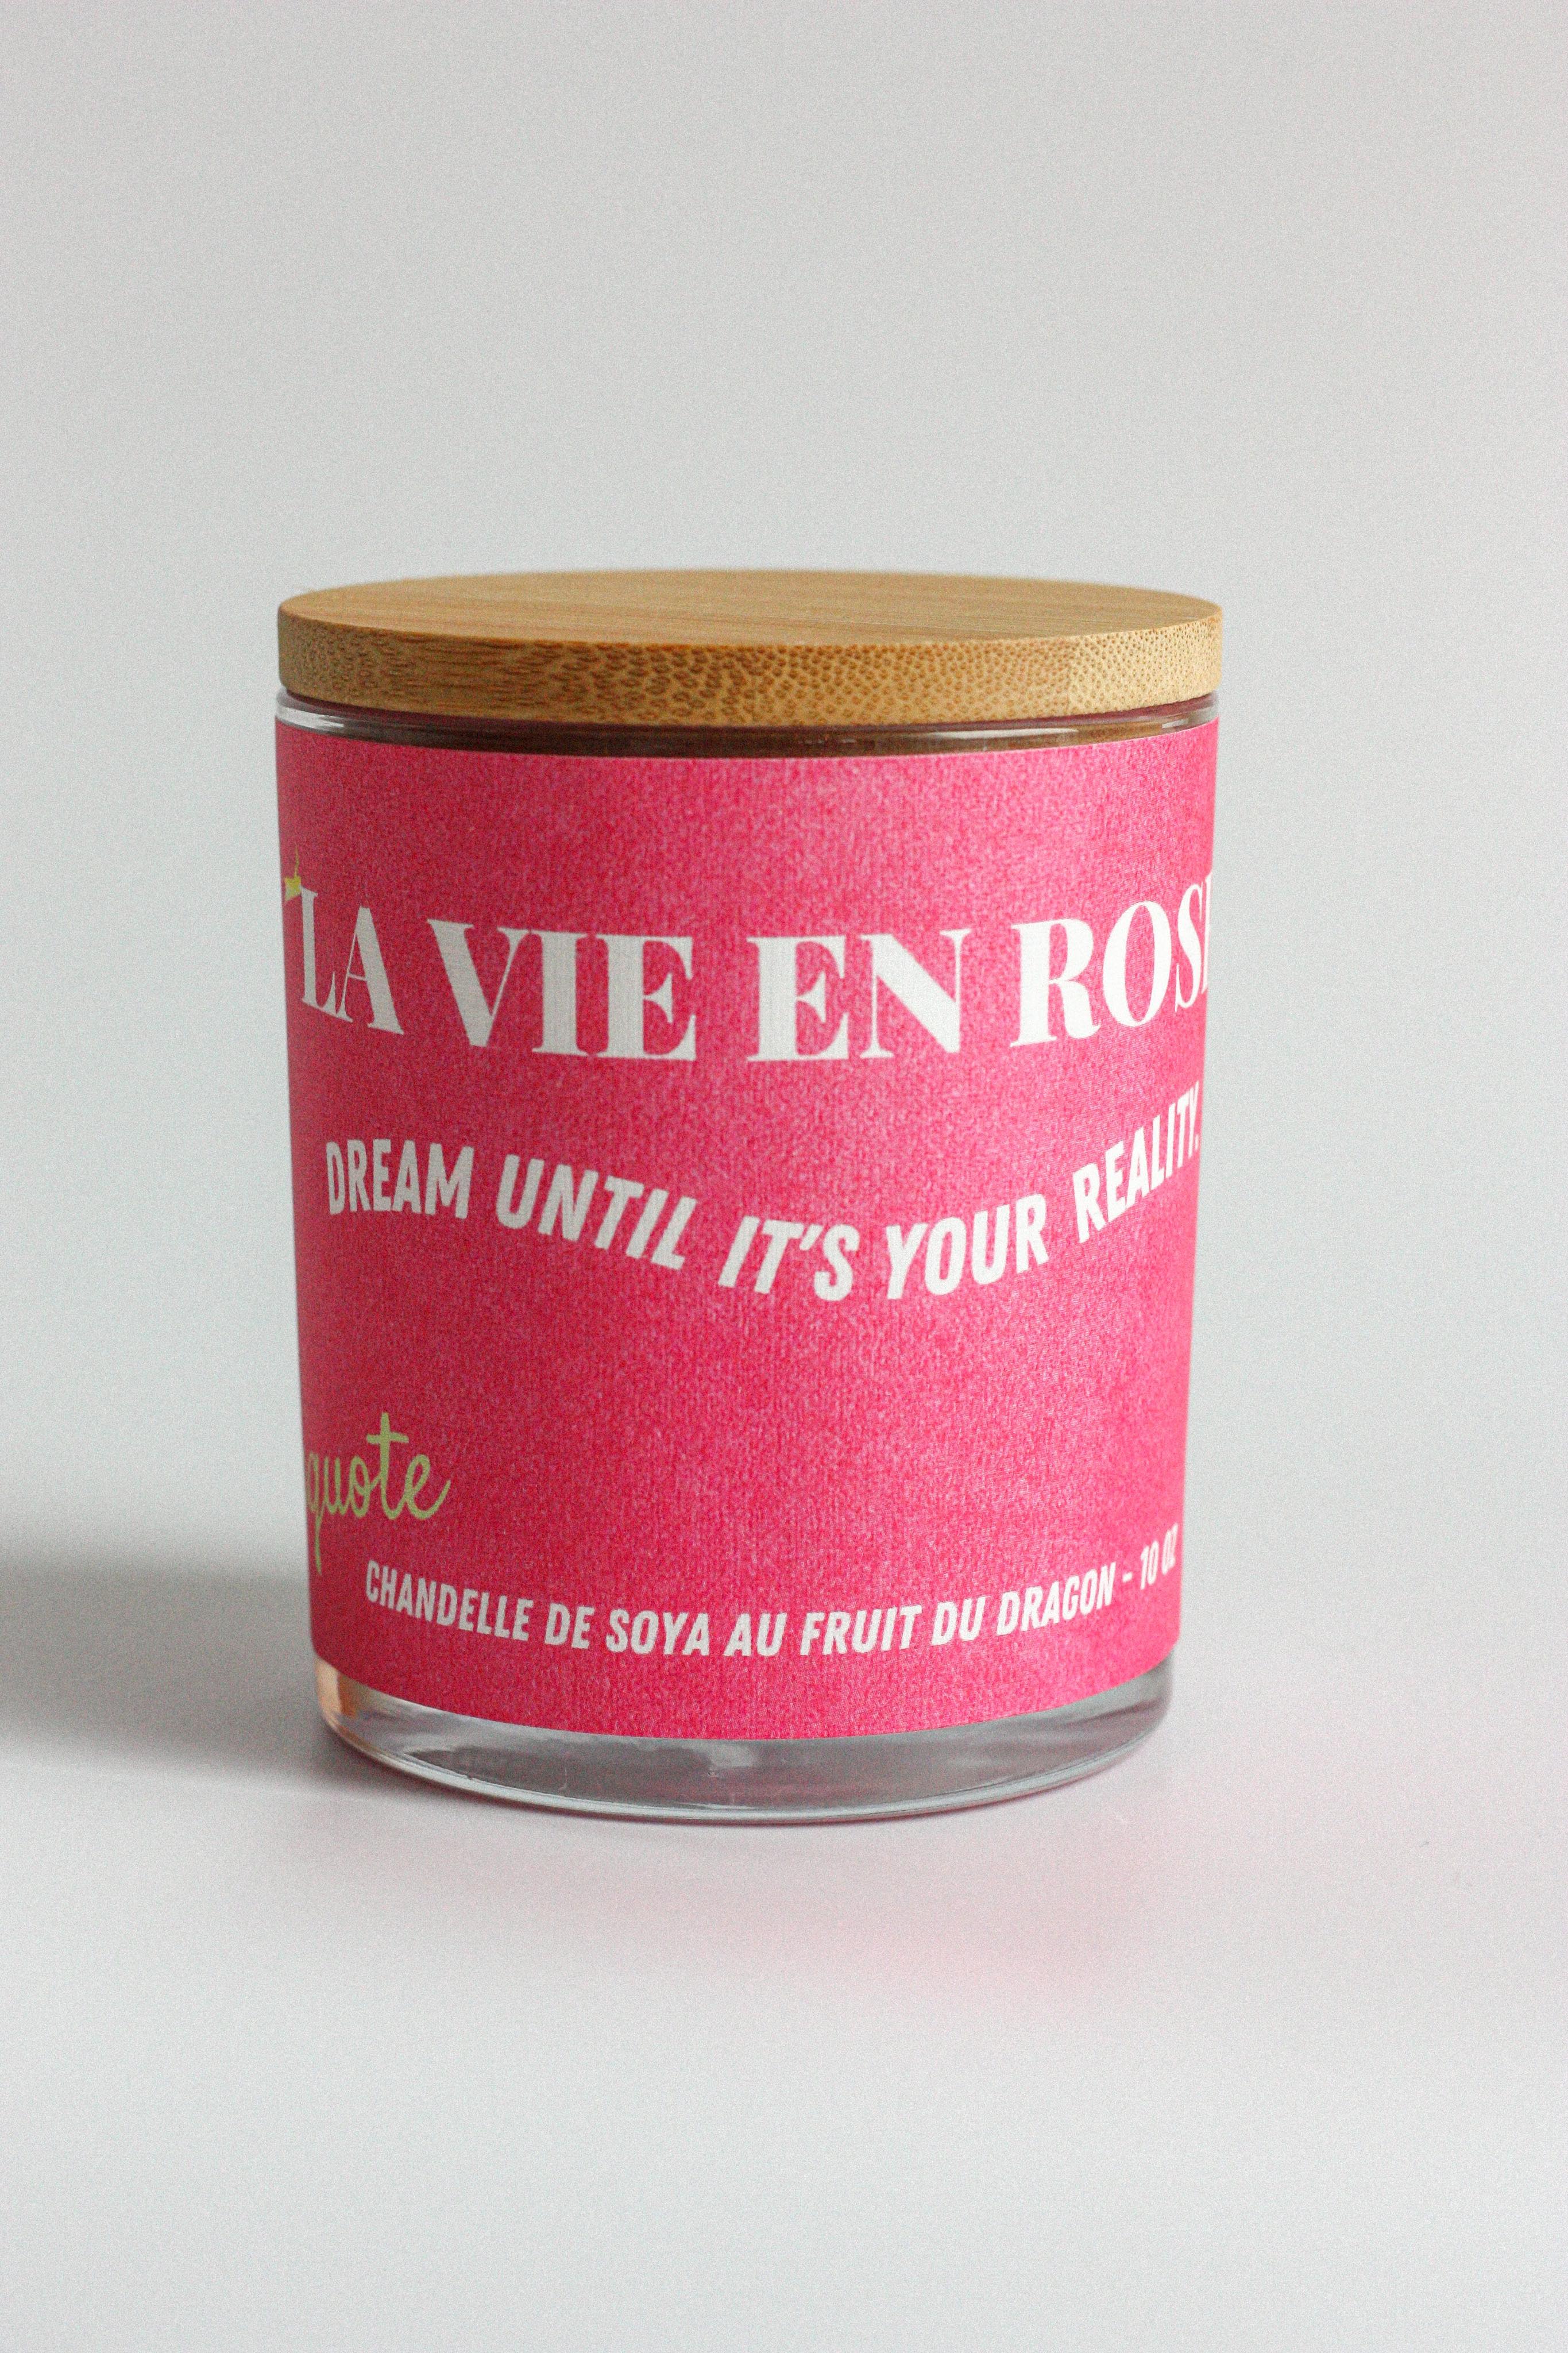 LA VIE EN ROSE
DREAM UNTIL IT'S YOUR REALITY.
quote
CHANDELLE DE SOYA AU FRUIT DU DRAGON - 10 OZ